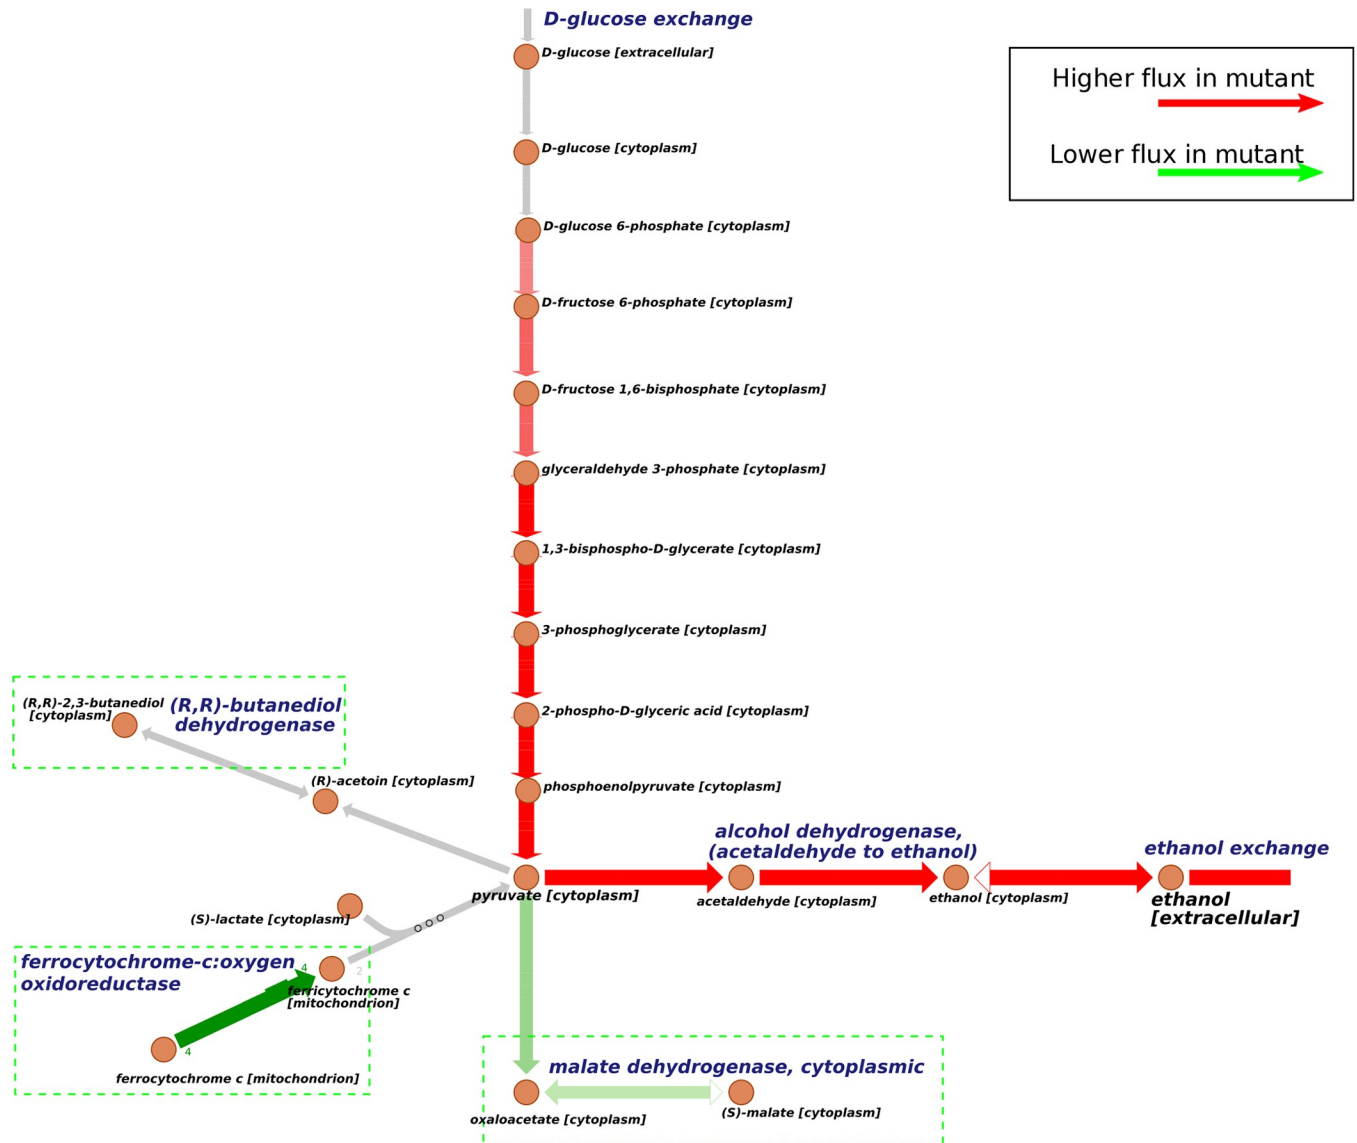 D-glucose exchange
D-glucose [extracellular]
Higher flux in mutant
Lower flux in mutant
D-glucose [cytoplasm]
D-glucose 6-phosphate [cytoplasm]
D-fructose 6-phosphate [cytoplasm]
D-fructose 1,6-bisphosphate [cytoplasm]
glyceraldehyde 3-phosphate [cytoplasm]
1,3-bisphospho-D-glycerate [cytoplasm]
3-phosphoglycerate [cytoplasm]
2-phospho-D-glyceric acid [cytoplasm]
phosphoenolpyruvate [cytoplasm]
(R,R)-2,3-butanediol
[cytoplasm]
(R,R)-butanediol
dehydrogenase
(R)-acetoin [cytoplasm]
pyruvate [cytoplasm]
alcohol dehydrogenase,
(acetaldehyde to ethanol)
acetaldehyde [cytoplasm]
ethanol [cytoplasm]
ethanol exchange
ethanol
[extracellular]
(S)-lactate [cytoplasm]
ferrocytochrome-c:oxygen
oxidoreductase
4
2
ferricytochrome c
[mitochondrion]
4
ferrocytochrome c [mitochondrion]
malate dehydrogenase, cytoplasmic
oxaloacetate [cytoplasm]
(S)-malate [cytoplasm]